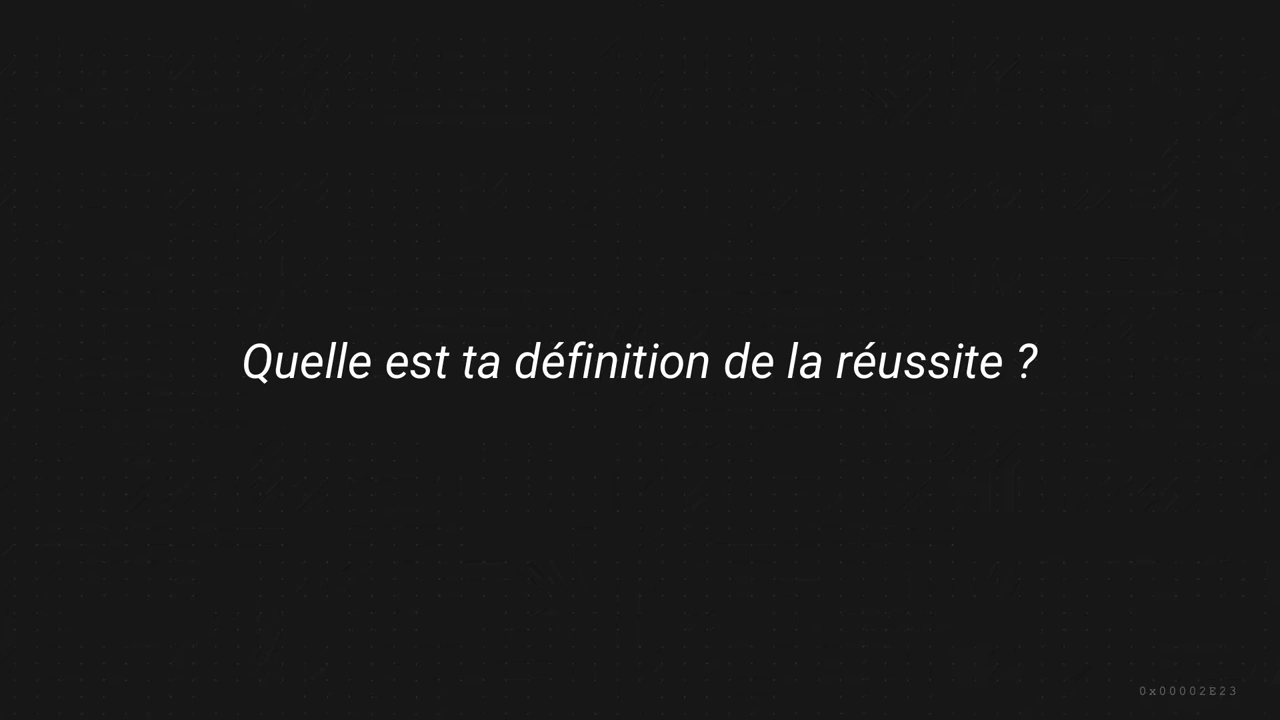 Quelle est ta définition de la réussite ?
0x00002E23